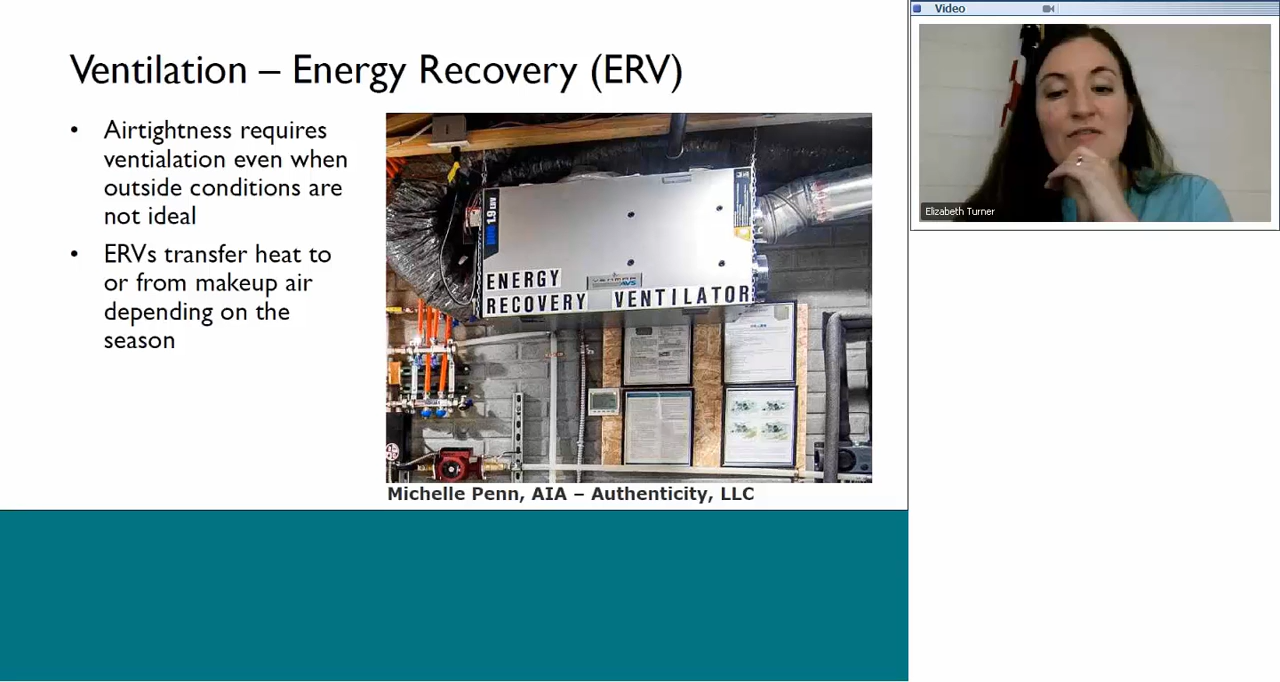 Ventilation – Energy Recovery (ERV)
• Airtightness requires
ventialation even when
outside conditions are
not ideal
• ERVs transfer heat to
or from makeup air
depending on the
season
ENERGY
RECOVERY VENTILATOR
AVS
Michelle Penn, AIA – Authenticity, LLC
Video
Elizabeth Turner